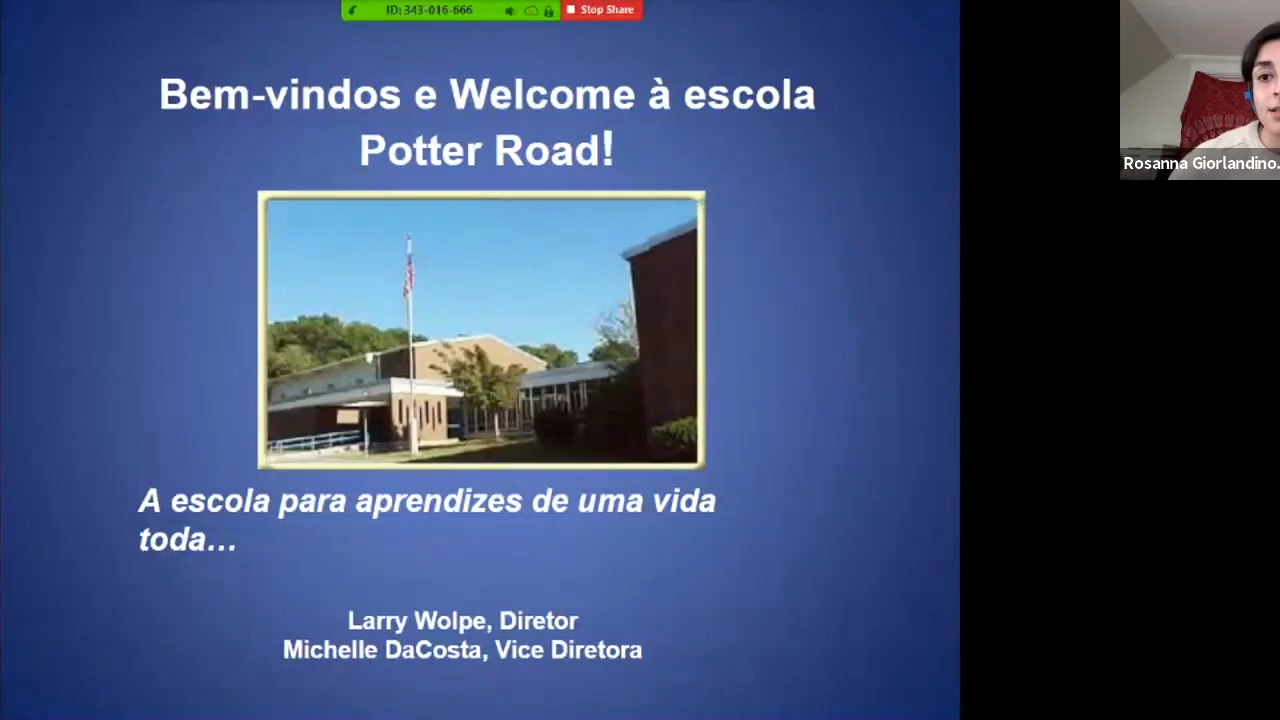 ID: 343-016-666
Stop Share
Bem-vindos e Welcome à escola
Potter Road!
Rosanna Giorlandino.
A escola para aprendizes de uma vida
toda...
Larry Wolpe, Diretor
Michelle DaCosta, Vice Diretora